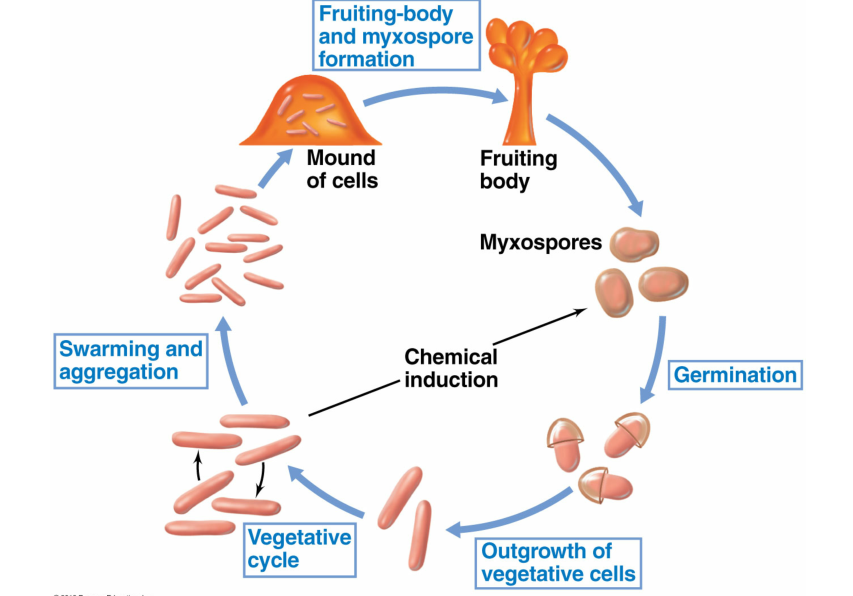 Fruiting-body
and myxospore
formation
Mound
of cells
Fruiting
body
Myxospores
Swarming and
aggregation
Chemical
induction
Germination
Vegetative
cycle
Outgrowth of
vegetative cells